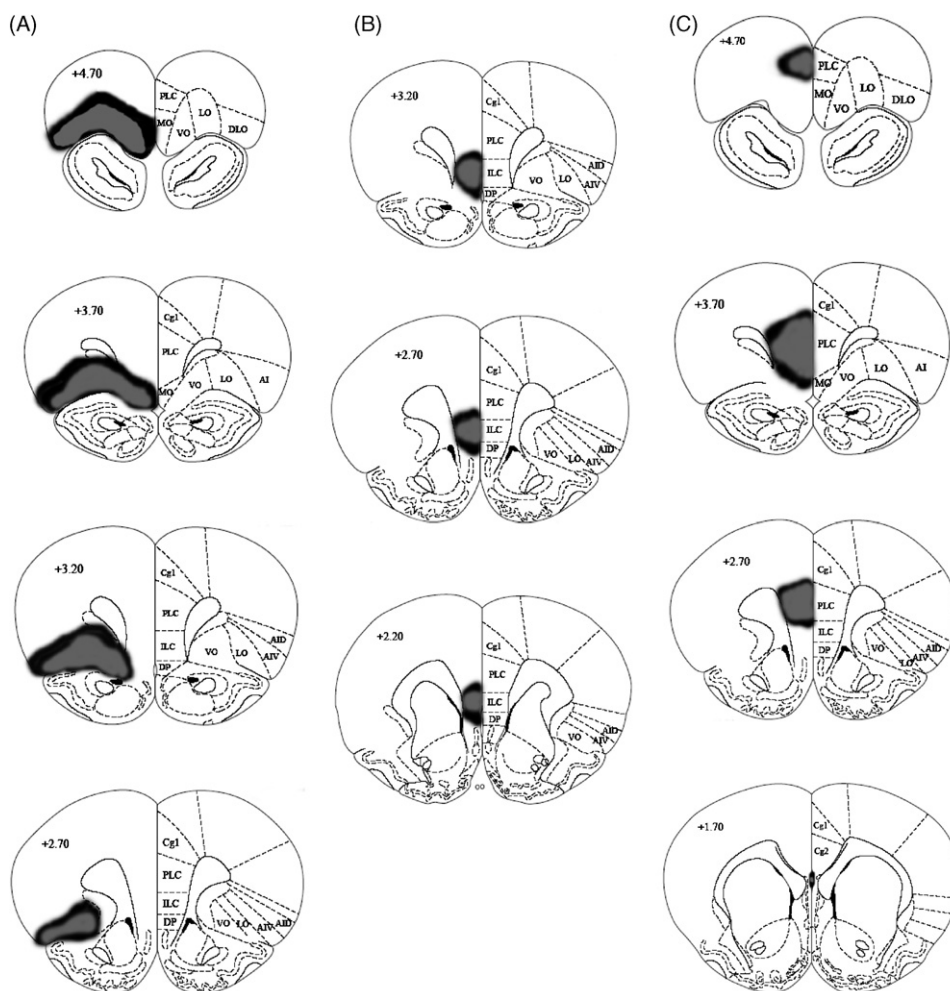 (A)
+4.70
PLC
MO
VO
LO
DLO
+3.70
Cg1
PLC
MO
VO
LO
AI
+3.20
Cg1
PLC
ILC
DP
VO
LO
AID
AIV
+2.70
Cg1
PLC
ILC
DP
VO
LO
AIV
AID
(B)
+3.20
Cg1
PLC
ILC
DP
VO
LO
AID
AIV
+2.70
Cg1
PLC
ILC
DP
VO
LO
AIV
AID
+2.20
Cg1
PLC
ILC
DP
VO
AIV
AID
(C)
+4.70
PLC
MO
VO
LO
DLO
+3.70
Cg1
PLC
MO
VO
LO
AI
+2.70
Cg1
PLC
ILC
DP
VO
LO
AIV
AID
+1.70
Cg1
Cg2